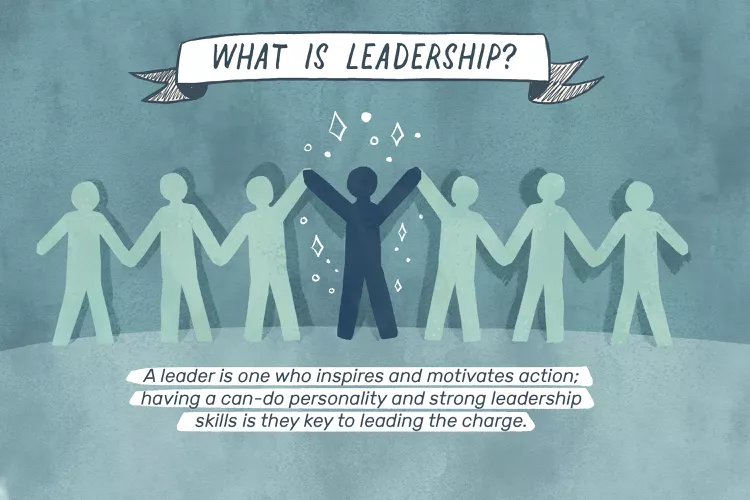 WHAT IS LEADERSHIP?
A leader is one who inspires and motivates action;
having a can-do personality and strong leadership
skills is they key to leading the charge.